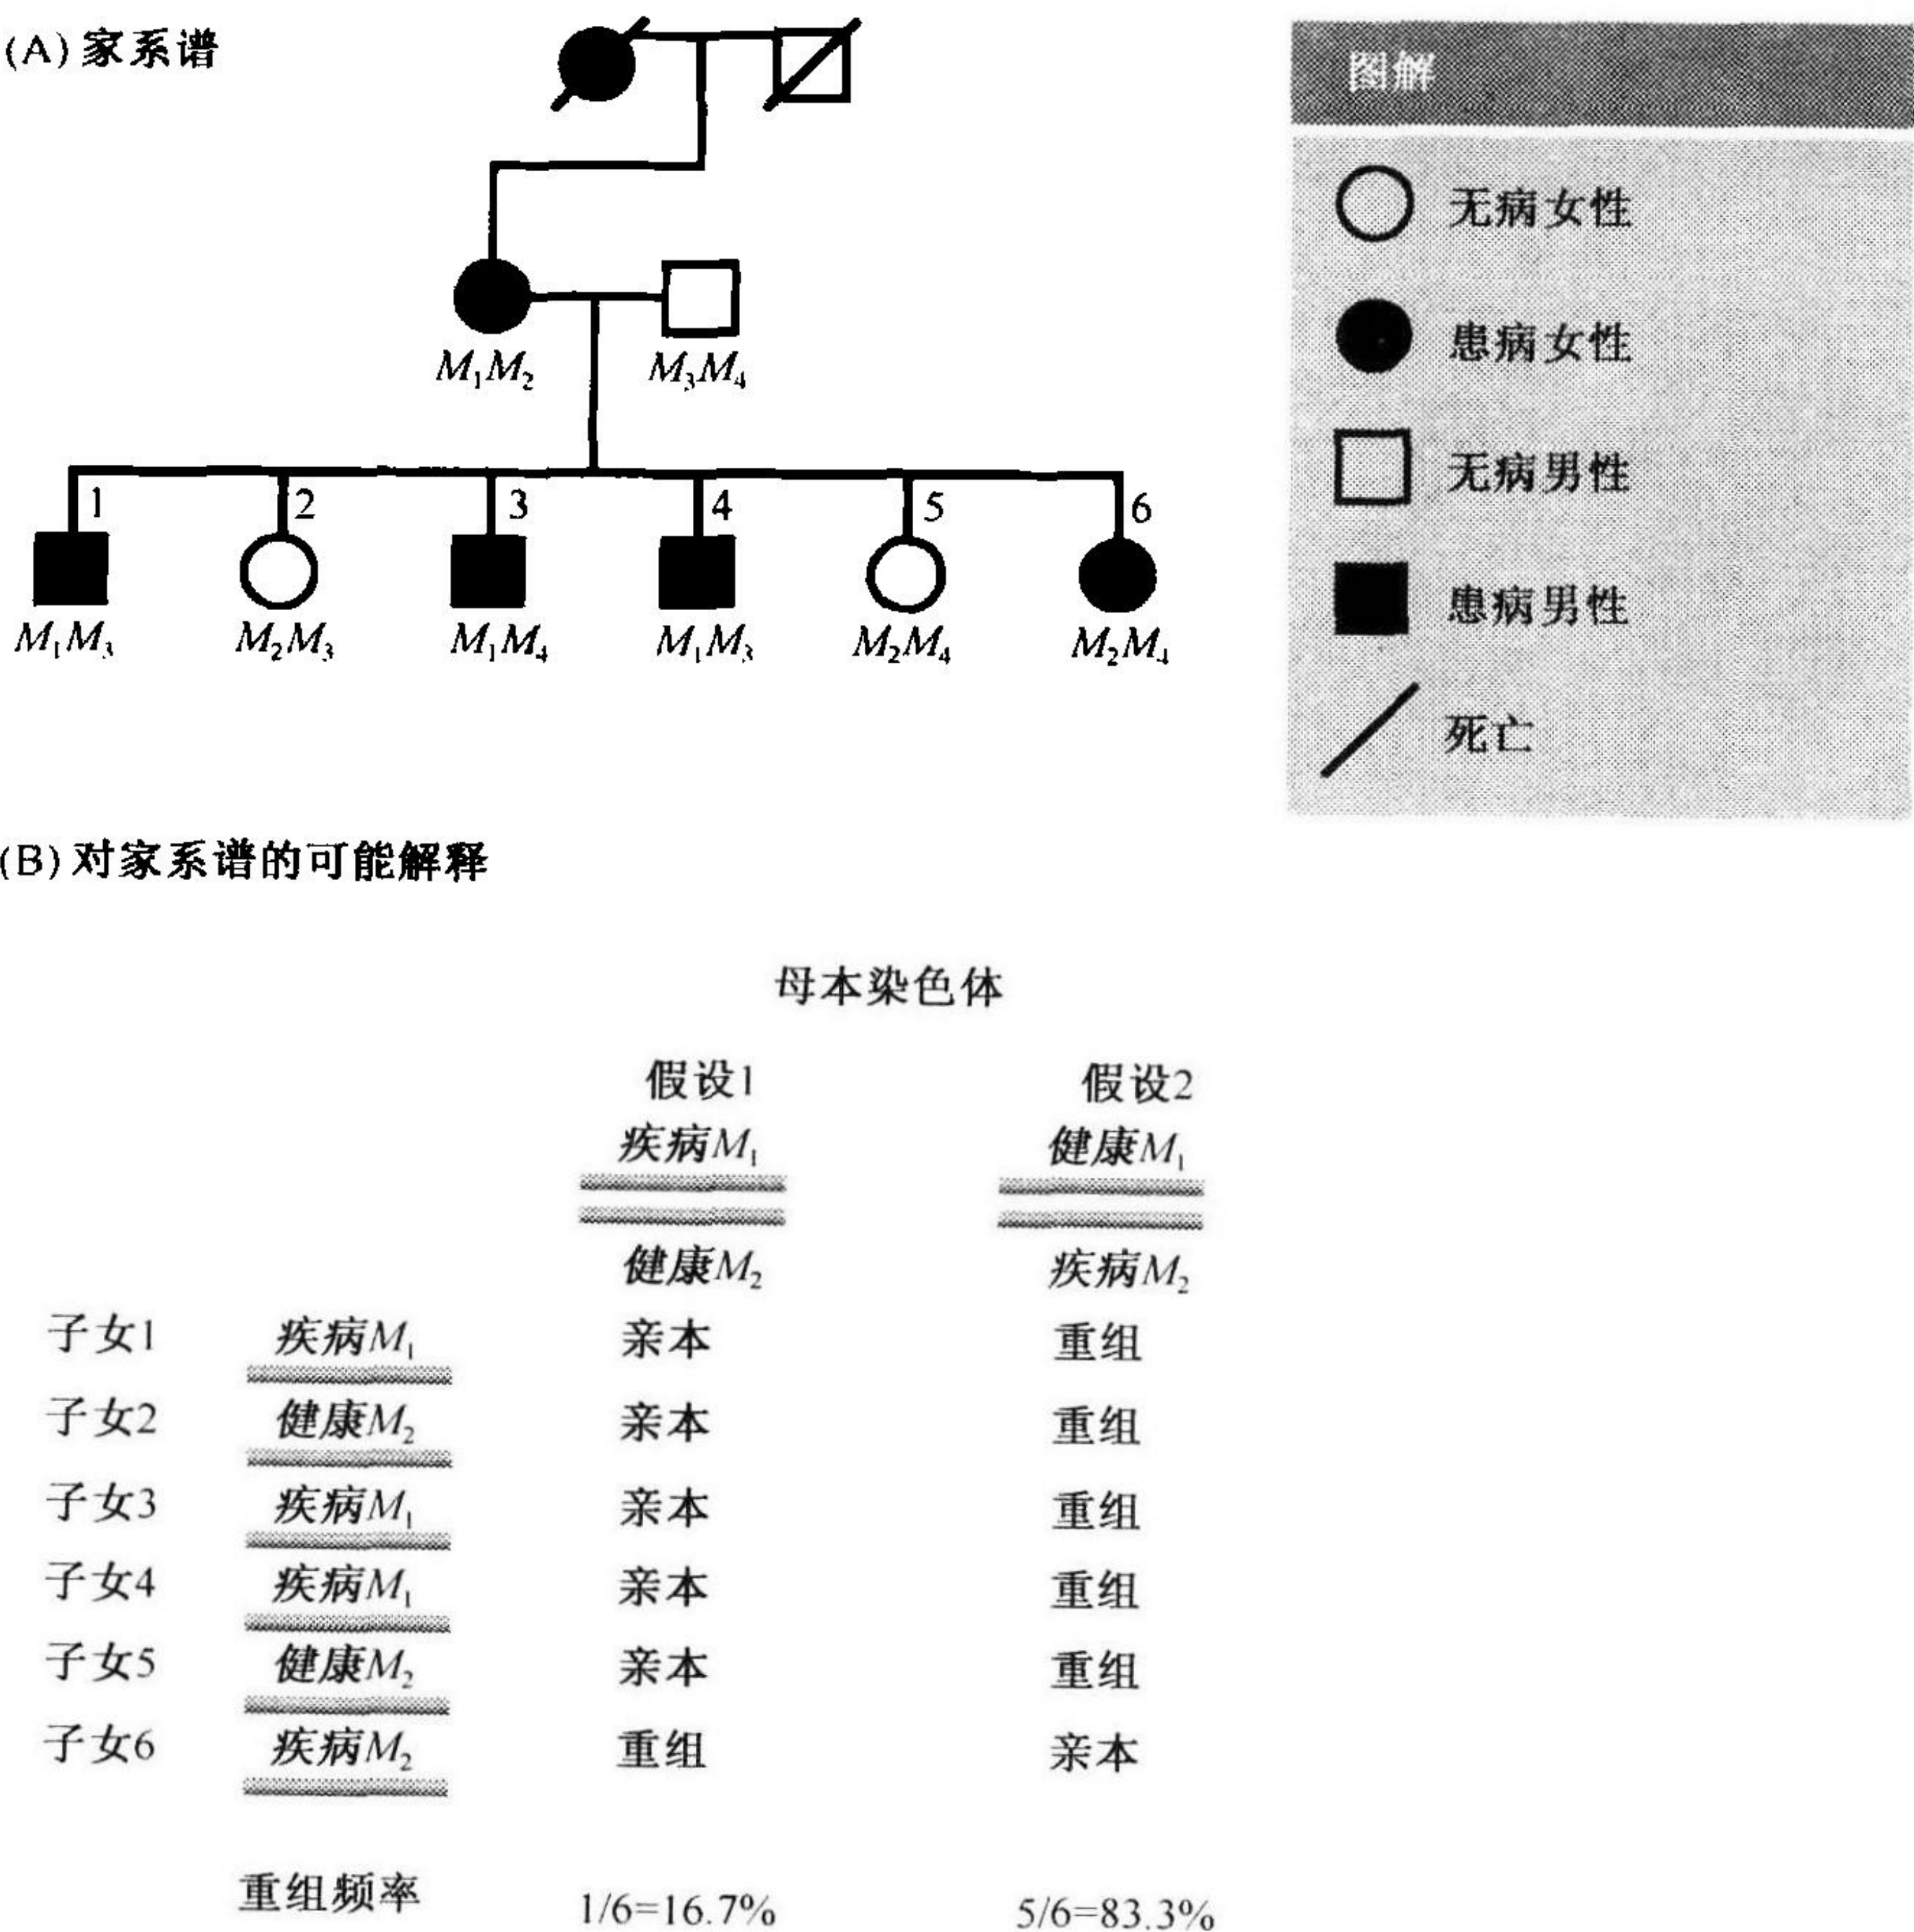 (A) 家系谱
图解
无病女性
患病女性
无病男性
患病男性
死亡
M₁M₂ M₃M₄
1 2 3 4 5 6
M₁M₃ M₂M₃ M₁M₄ M₁M₃ M₂M₄ M₂M₄
(B) 对家系谱的可能解释
母本染色体
假设1 假设2
疾病M₁ 健康M₁
健康M₂ 疾病M₂
子女1 疾病M₁ 亲本 重组
子女2 健康M₂ 亲本 重组
子女3 疾病M₁ 亲本 重组
子女4 疾病M₁ 亲本 重组
子女5 健康M₂ 亲本 重组
子女6 疾病M₂ 重组 亲本
重组频率 1/6=16.7% 5/6=83.3%